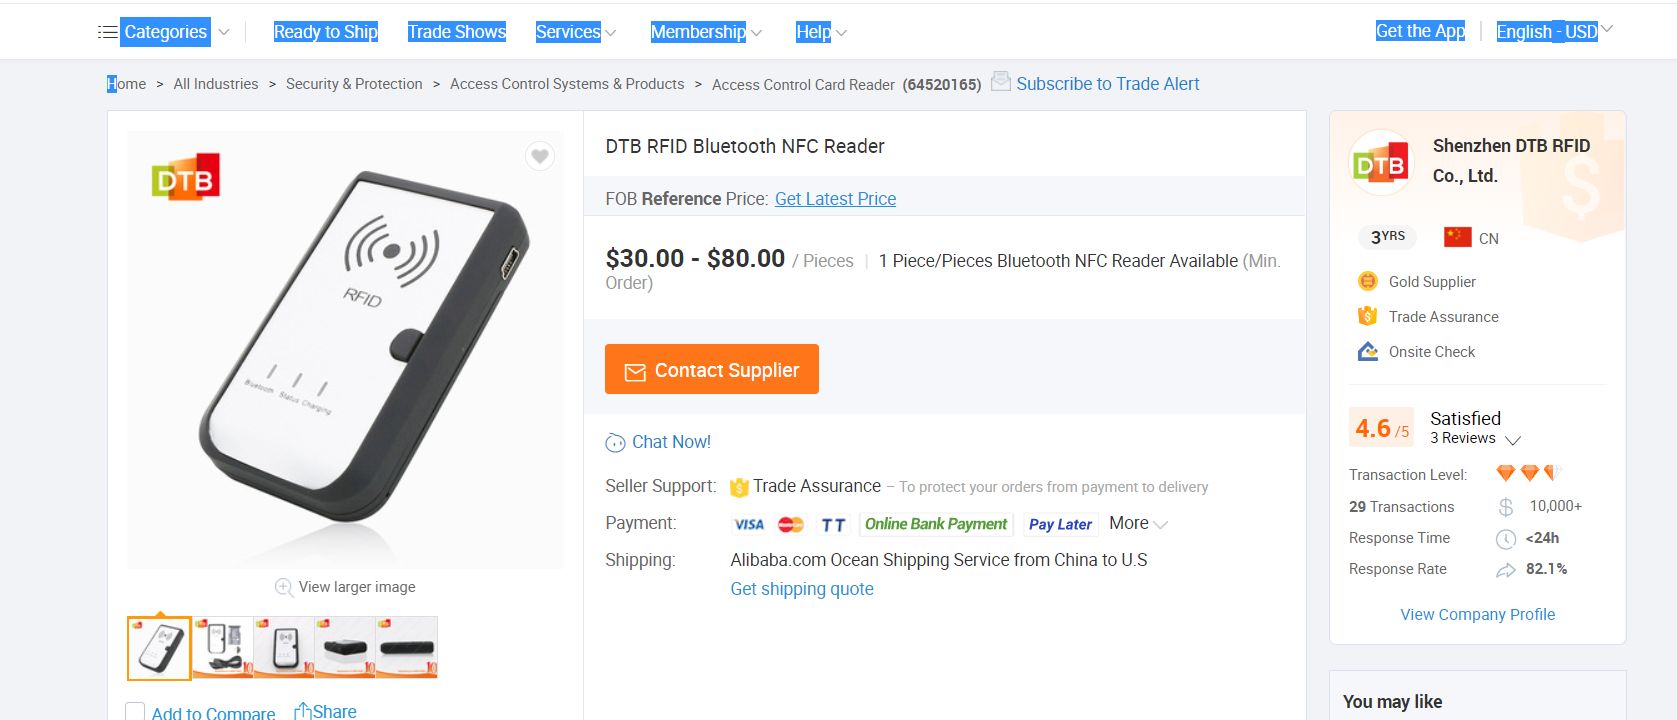 Categories Ready to Ship Trade Shows Services Membership Help Get the App English - USD
Home > All Industries > Security & Protection > Access Control Systems & Products > Access Control Card Reader (64520165) Subscribe to Trade Alert
DTB
RFID
Bluetooth Status Charging
View larger image
Add to Compare Share
DTB RFID Bluetooth NFC Reader
FOB Reference Price: Get Latest Price
$30.00 - $80.00 / Pieces | 1 Piece/Pieces Bluetooth NFC Reader Available (Min.
Order)
Contact Supplier
Chat Now!
Seller Support: Trade Assurance – To protect your orders from payment to delivery
Payment: VISA MasterCard TT Online Bank Payment Pay Later More
Shipping: Alibaba.com Ocean Shipping Service from China to U.S
Get shipping quote
DTB
Shenzhen DTB RFID
Co., Ltd.
3 YRS CN
Gold Supplier
Trade Assurance
Onsite Check
4.6 /5 Satisfied
3 Reviews
Transaction Level:
29 Transactions $ 10,000+
Response Time <24h
Response Rate 82.1%
View Company Profile
You may like